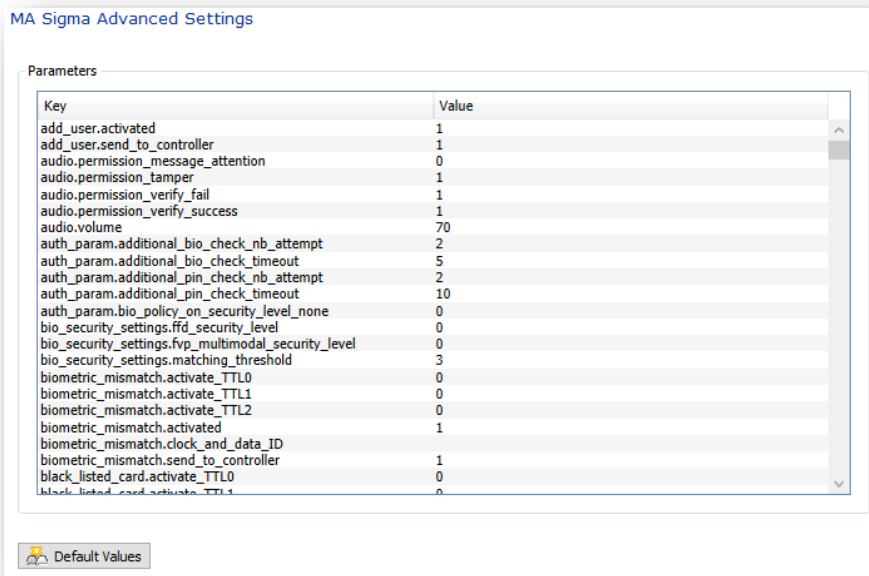 MA Sigma Advanced Settings
Parameters
Key Value
add_user.activated 1
add_user.send_to_controller 1
audio.permission_message_attention 0
audio.permission_tamper 1
audio.permission_verify_fail 1
audio.permission_verify_success 1
audio.volume 70
auth_param.additional_bio_check_nb_attempt 2
auth_param.additional_bio_check_timeout 5
auth_param.additional_pin_check_nb_attempt 2
auth_param.additional_pin_check_timeout 10
auth_param.bio_policy_on_security_level_none 0
bio_security_settings.ffd_security_level 0
bio_security_settings.fvp_multimodal_security_level 0
bio_security_settings.matching_threshold 3
biometric_mismatch.activate_TTL0 0
biometric_mismatch.activate_TTL1 0
biometric_mismatch.activate_TTL2 0
biometric_mismatch.activated 1
biometric_mismatch.clock_and_data_ID
biometric_mismatch.send_to_controller 1
black_listed_card.activate_TTL0 0
black_listed_card.activate_TTL1 0
Default Values